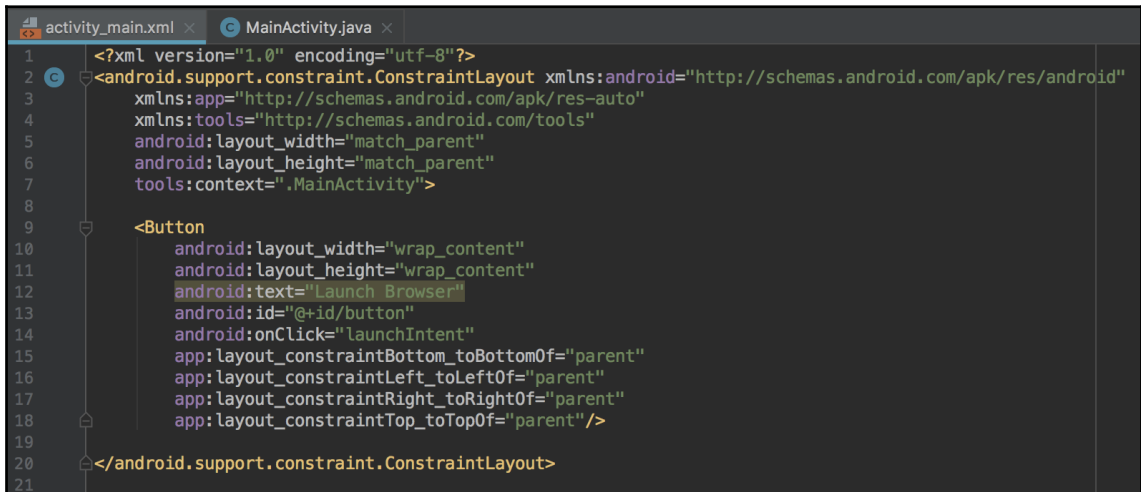 activity_main.xml × C MainActivity.java ×
1 <?xml version="1.0" encoding="utf-8"?>
2 C <android.support.constraint.ConstraintLayout xmlns:android="http://schemas.android.com/apk/res/android"
3 xmlns:app="http://schemas.android.com/apk/res-auto"
4 xmlns:tools="http://schemas.android.com/tools"
5 android:layout_width="match_parent"
6 android:layout_height="match_parent"
7 tools:context=".MainActivity">
8
9 <Button
10 android:layout_width="wrap_content"
11 android:layout_height="wrap_content"
12 android:text="Launch Browser"
13 android:id="@+id/button"
14 android:onClick="launchIntent"
15 app:layout_constraintBottom_toBottomOf="parent"
16 app:layout_constraintLeft_toLeftOf="parent"
17 app:layout_constraintRight_toRightOf="parent"
18 app:layout_constraintTop_toTopOf="parent"/>
19
20 </android.support.constraint.ConstraintLayout>
21